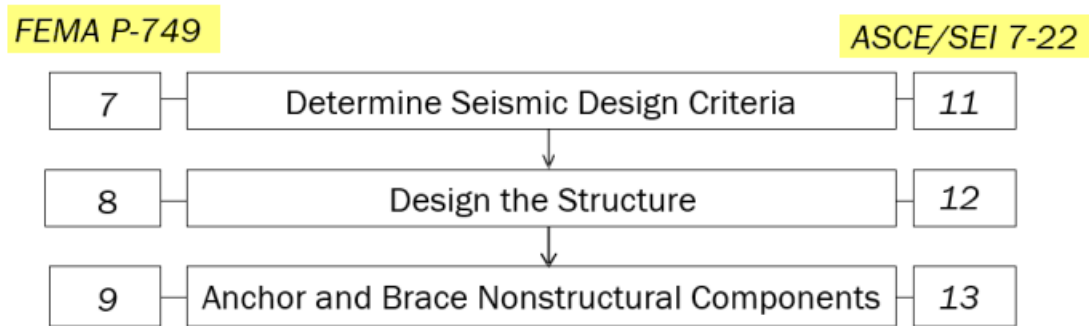 FEMA P-749
ASCE/SEI 7-22
7 Determine Seismic Design Criteria 11
8 Design the Structure 12
9 Anchor and Brace Nonstructural Components 13